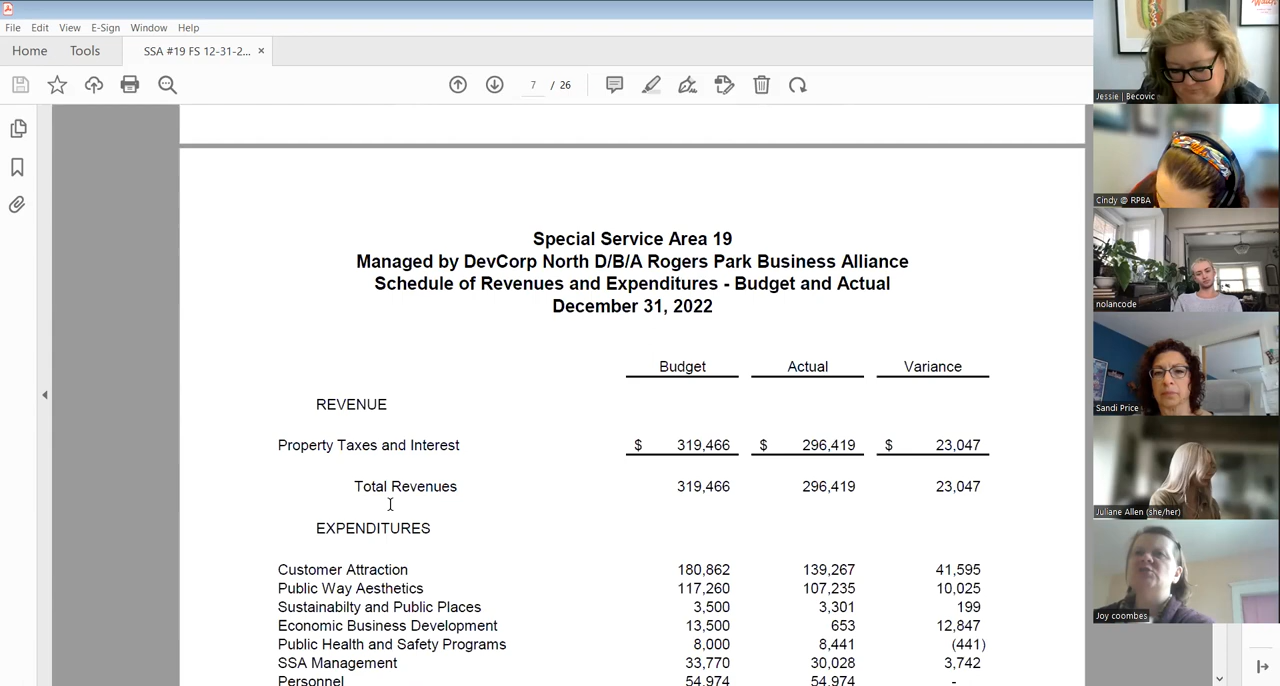 File Edit View E-Sign Window Help
Home Tools SSA #19 FS 12-31-2... ×
7 / 26
Special Service Area 19
Managed by DevCorp North D/B/A Rogers Park Business Alliance
Schedule of Revenues and Expenditures - Budget and Actual
December 31, 2022
Budget Actual Variance
REVENUE
Property Taxes and Interest $ 319,466 $ 296,419 $ 23,047
Total Revenues 319,466 296,419 23,047
EXPENDITURES
Customer Attraction 180,862 139,267 41,595
Public Way Aesthetics 117,260 107,235 10,025
Sustainabilty and Public Places 3,500 3,301 199
Economic Business Development 13,500 653 12,847
Public Health and Safety Programs 8,000 8,441 (441)
SSA Management 33,770 30,028 3,742
Personnel 54,974 54,974 -
Jessie | Becovic
Cindy @ RPBA
nolancode
Sandi Price
Juliane Allen (she/her)
Joy coombes